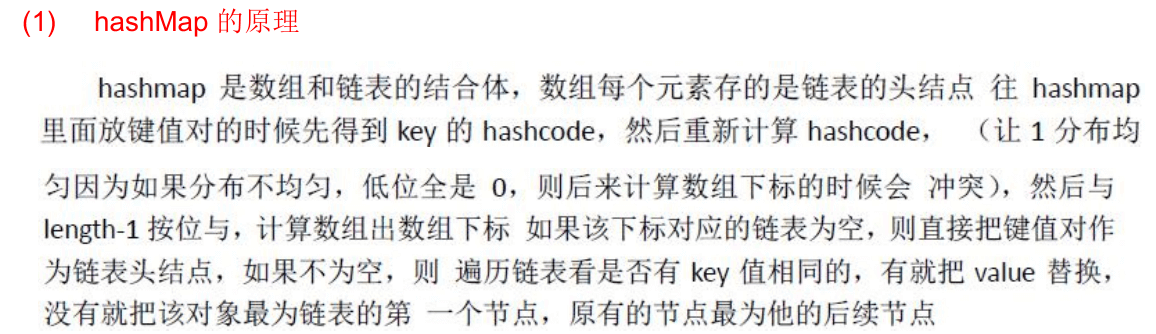 (1) hashMap 的原理
hashmap 是数组和链表的结合体，数组每个元素存的是链表的头结点 往 hashmap
里面放键值对的时候先得到 key 的 hashcode，然后重新计算 hashcode， （让 1 分布均
匀因为如果分布不均匀，低位全是 0，则后来计算数组下标的时候会 冲突），然后与
length-1 按位与，计算数组出数组下标 如果该下标对应的链表为空，则直接把键值对作
为链表头结点，如果不为空，则 遍历链表看是否有 key 值相同的，有就把 value 替换，
没有就把该对象最为链表的第 一个节点，原有的节点最为他的后续节点